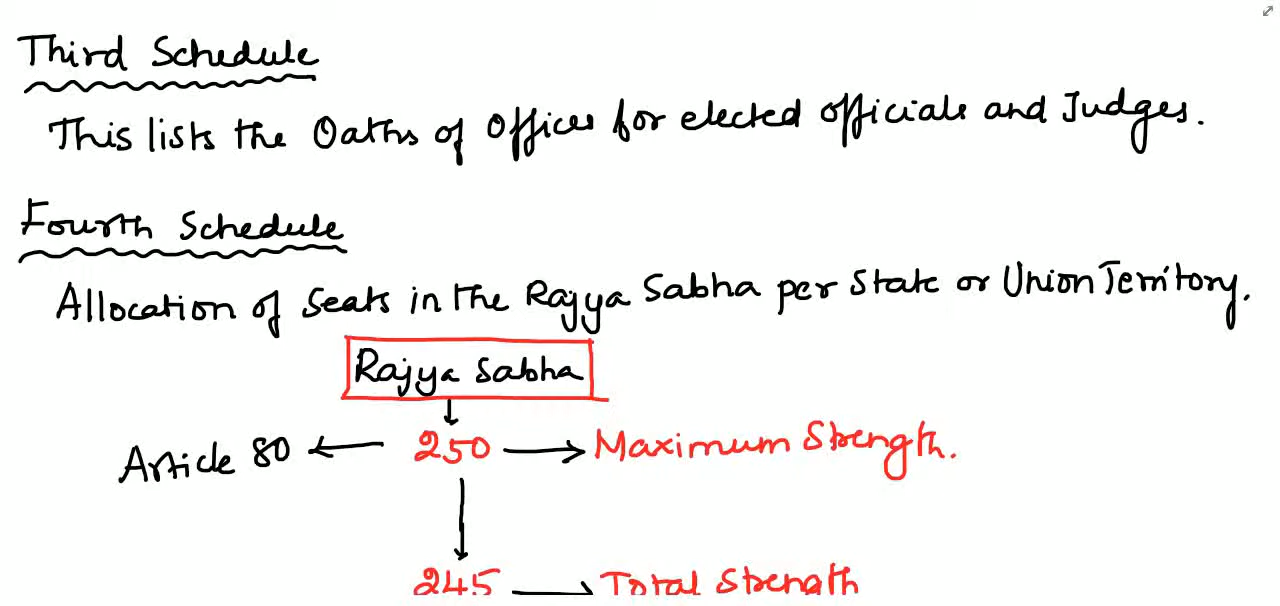 Third Schedule
This lists the Oaths of Offices for elected officials and Judges.
Fourth Schedule
Allocation of Seats in the Rajya Sabha per State or Union Territory.
Rajya Sabha
Article 80 ← 250 → Maximum Strength.
245 → Total Strength